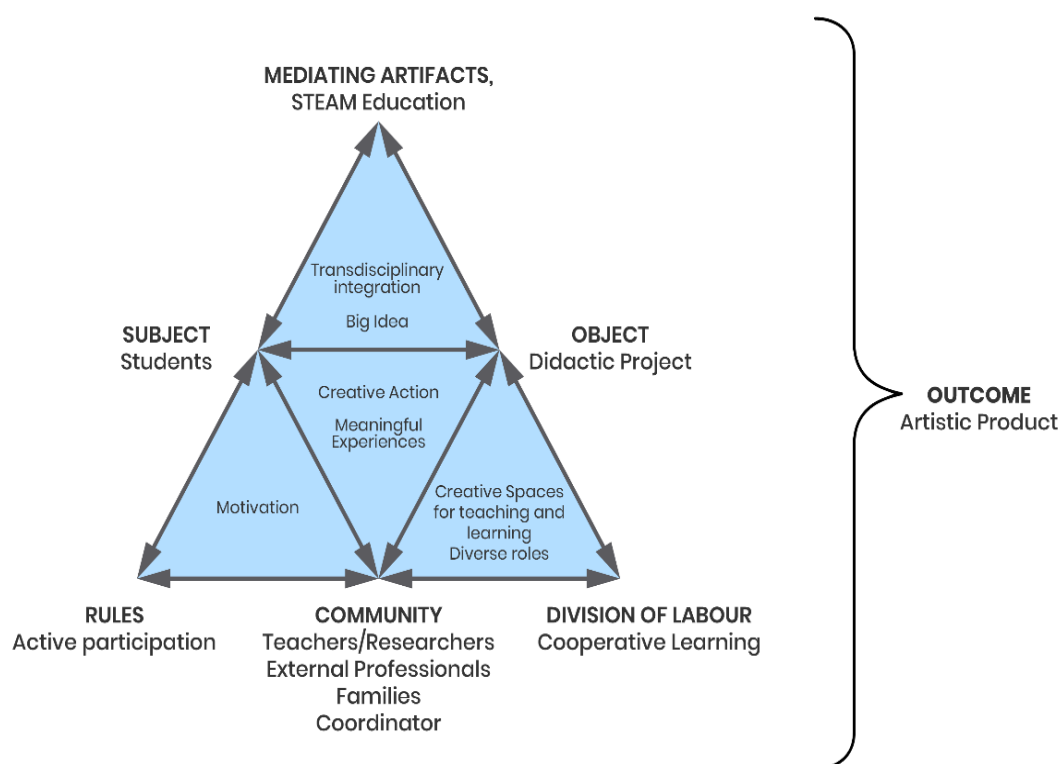 MEDIATING ARTIFACTS,
STEAM Education
Transdisciplinary
integration
Big Idea
SUBJECT
Students
OBJECT
Didactic Project
Creative Action
Meaningful
Experiences
OUTCOME
Artistic Product
Motivation
Creative Spaces
for teaching and
learning
Diverse roles
RULES
Active participation
COMMUNITY
Teachers/Researchers
External Professionals
Families
Coordinator
DIVISION OF LABOUR
Cooperative Learning